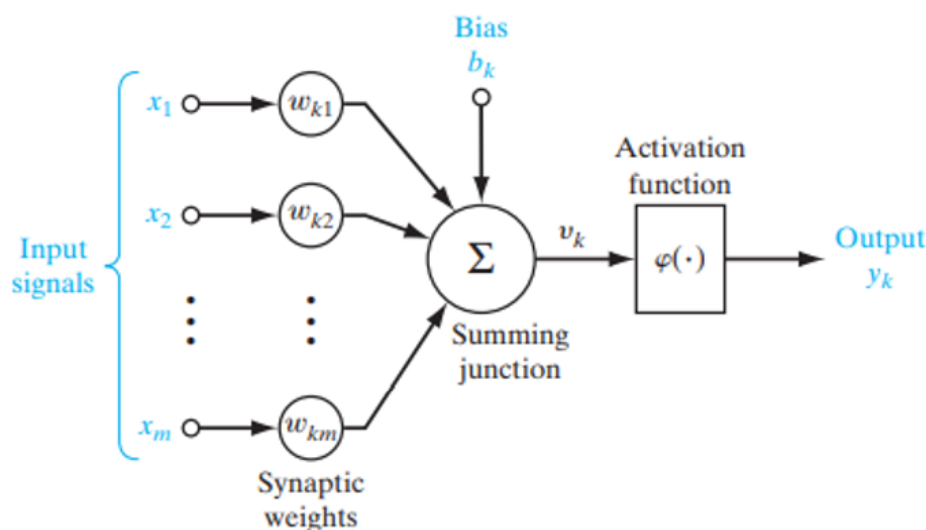 Bias
bₖ
x₁
wₖ₁
Activation
function
x₂
wₖ₂
Input
signals
Σ
vₖ
φ(·)
Output
yₖ
Summing
junction
xₘ
wₖₘ
Synaptic
weights